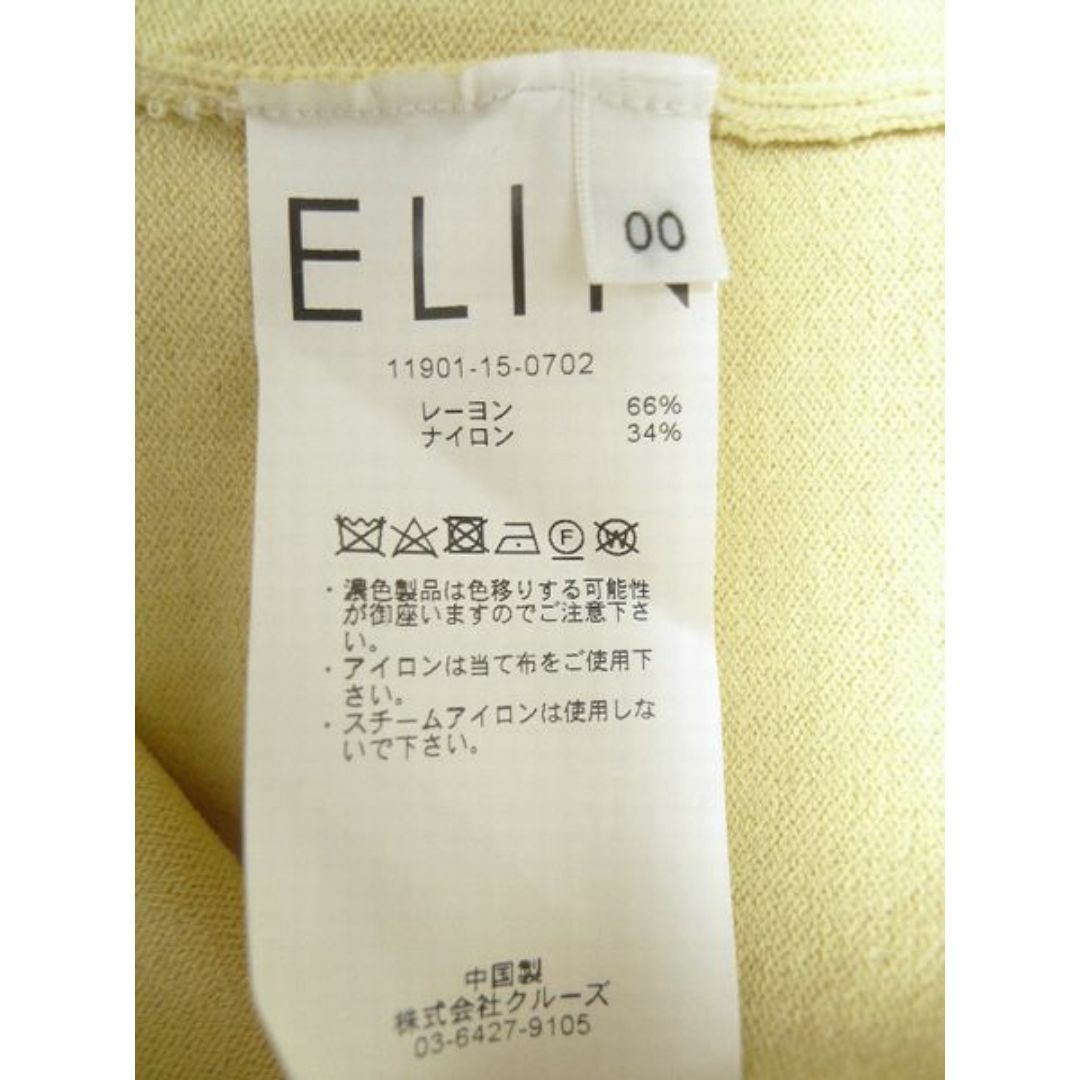 ELIN
00
11901-15-0702
レーヨン 66%
ナイロン 34%
F W
・濃色製品は色移りする可能性
が御座いますのでご注意下さ
い。
・アイロンは当て布をご使用下
さい。
・スチームアイロンは使用しな
いで下さい。
中国製
株式会社クルーズ
03-6427-9105